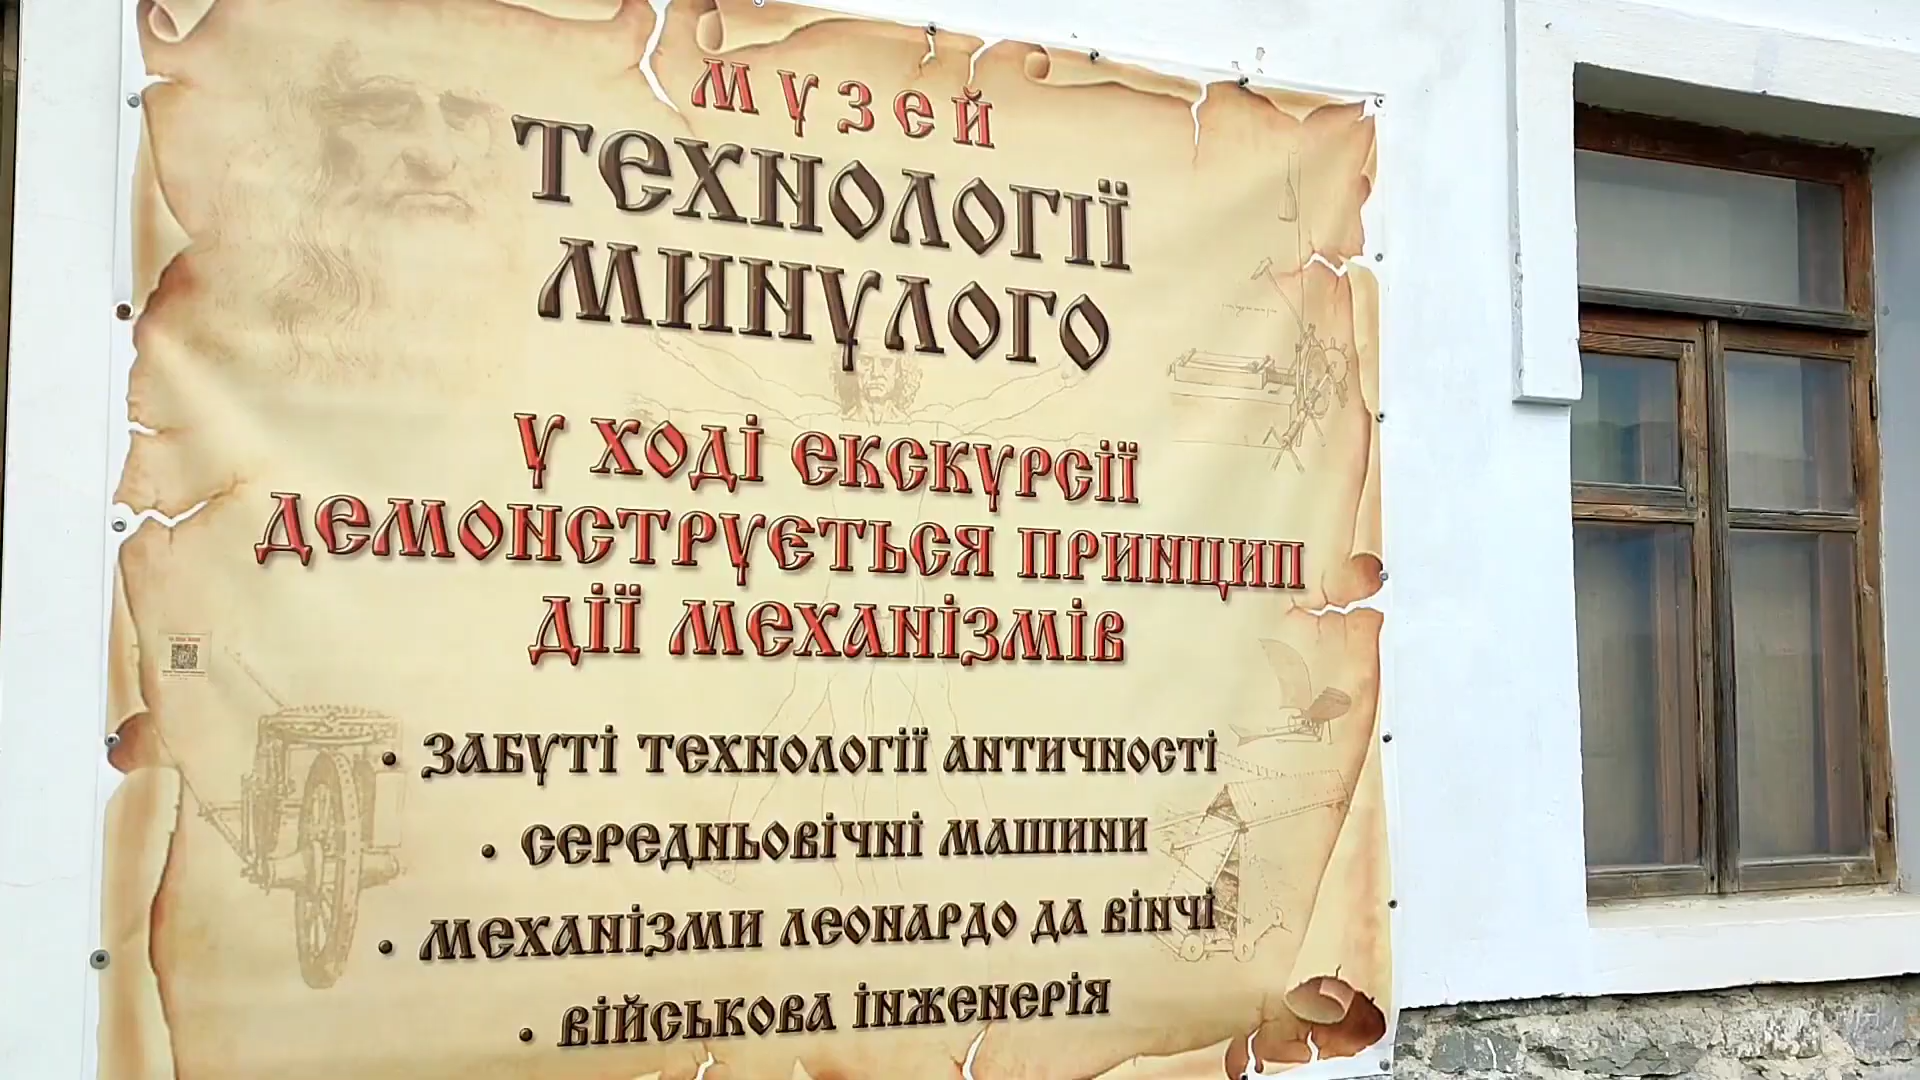 музей
технології
минулого
у ході екскурсії
демонструється принцип
дії механізмів
• забуті технології античності
• середньовічні машини
• механізми леонардо да вінчі
• військова інженерія